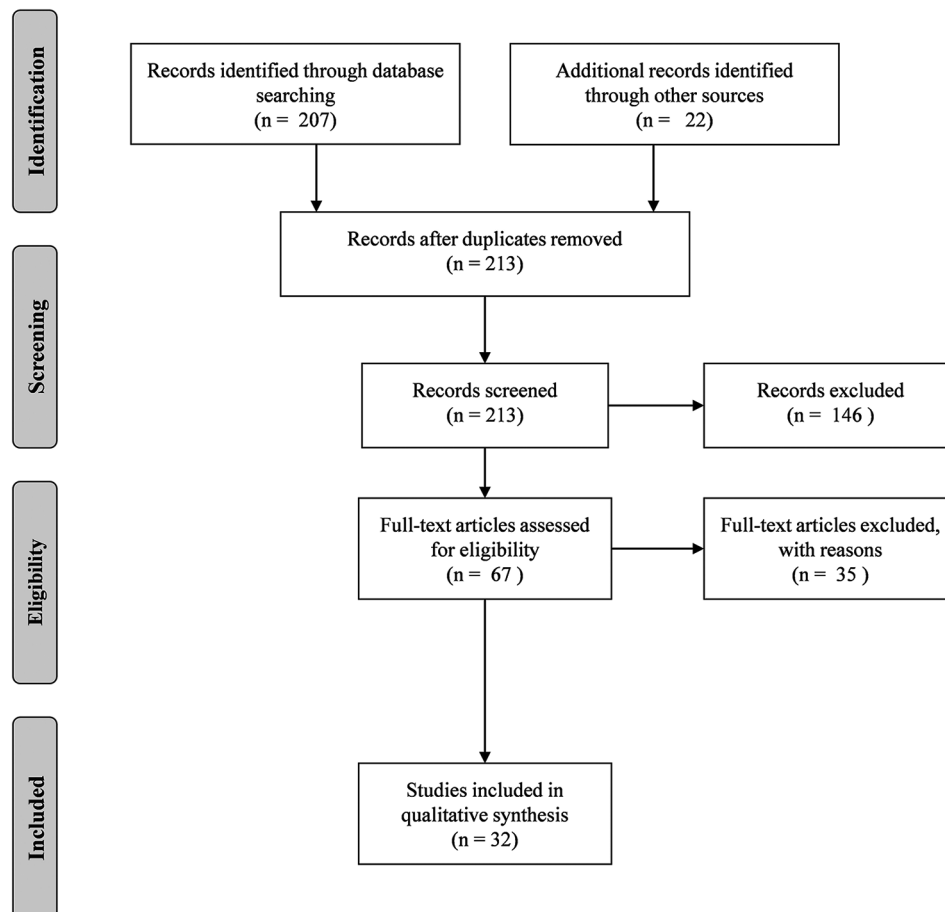 Identification
Records identified through database
searching
(n = 207)
Additional records identified
through other sources
(n = 22)
Records after duplicates removed
(n = 213)
Screening
Records screened
(n = 213)
Records excluded
(n = 146 )
Eligibility
Full-text articles assessed
for eligibility
(n = 67 )
Full-text articles excluded,
with reasons
(n = 35 )
Included
Studies included in
qualitative synthesis
(n = 32)